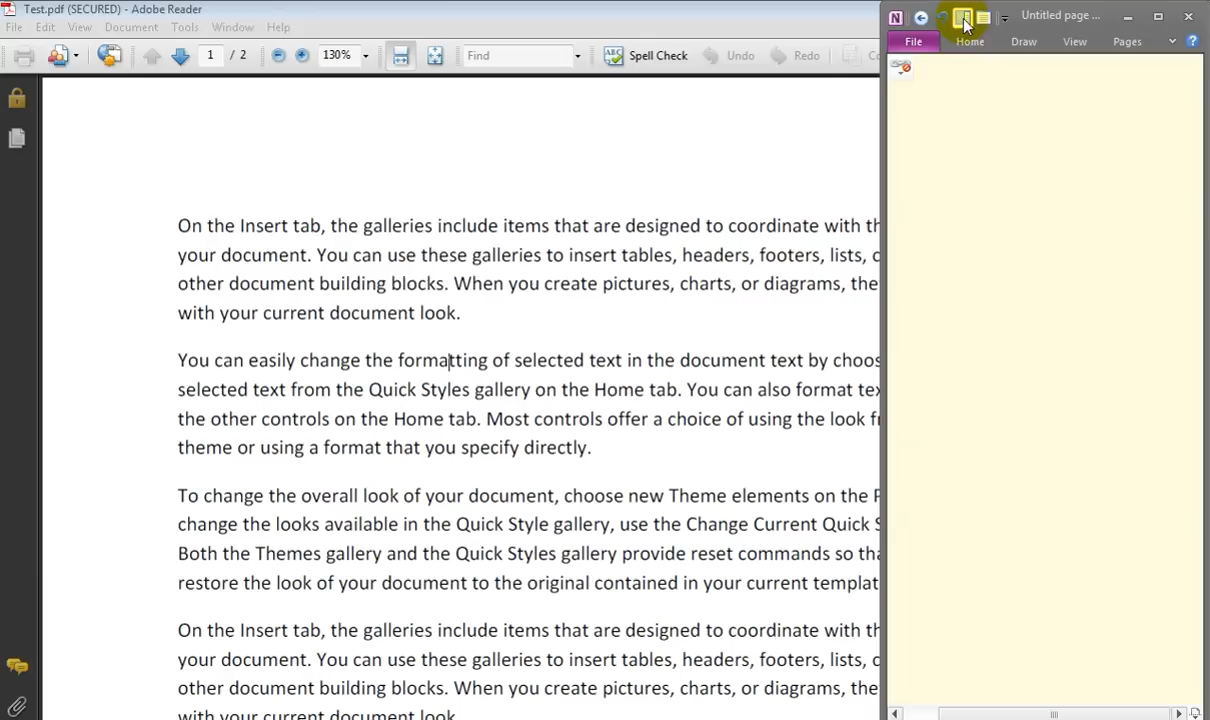 Test.pdf (SECURED) - Adobe Reader
File Edit View Document Tools Window Help
1 / 2 130% Find Spell Check Undo Redo
Untitled page ...
File Home Draw View Pages
On the Insert tab, the galleries include items that are designed to coordinate with th
your document. You can use these galleries to insert tables, headers, footers, lists, c
other document building blocks. When you create pictures, charts, or diagrams, the
with your current document look.
You can easily change the formatting of selected text in the document text by choos
selected text from the Quick Styles gallery on the Home tab. You can also format tex
the other controls on the Home tab. Most controls offer a choice of using the look fr
theme or using a format that you specify directly.
To change the overall look of your document, choose new Theme elements on the P
change the looks available in the Quick Style gallery, use the Change Current Quick S
Both the Themes gallery and the Quick Styles gallery provide reset commands so tha
restore the look of your document to the original contained in your current templat
On the Insert tab, the galleries include items that are designed to coordinate with th
your document. You can use these galleries to insert tables, headers, footers, lists, c
other document building blocks. When you create pictures, charts, or diagrams, the
with your current document look.